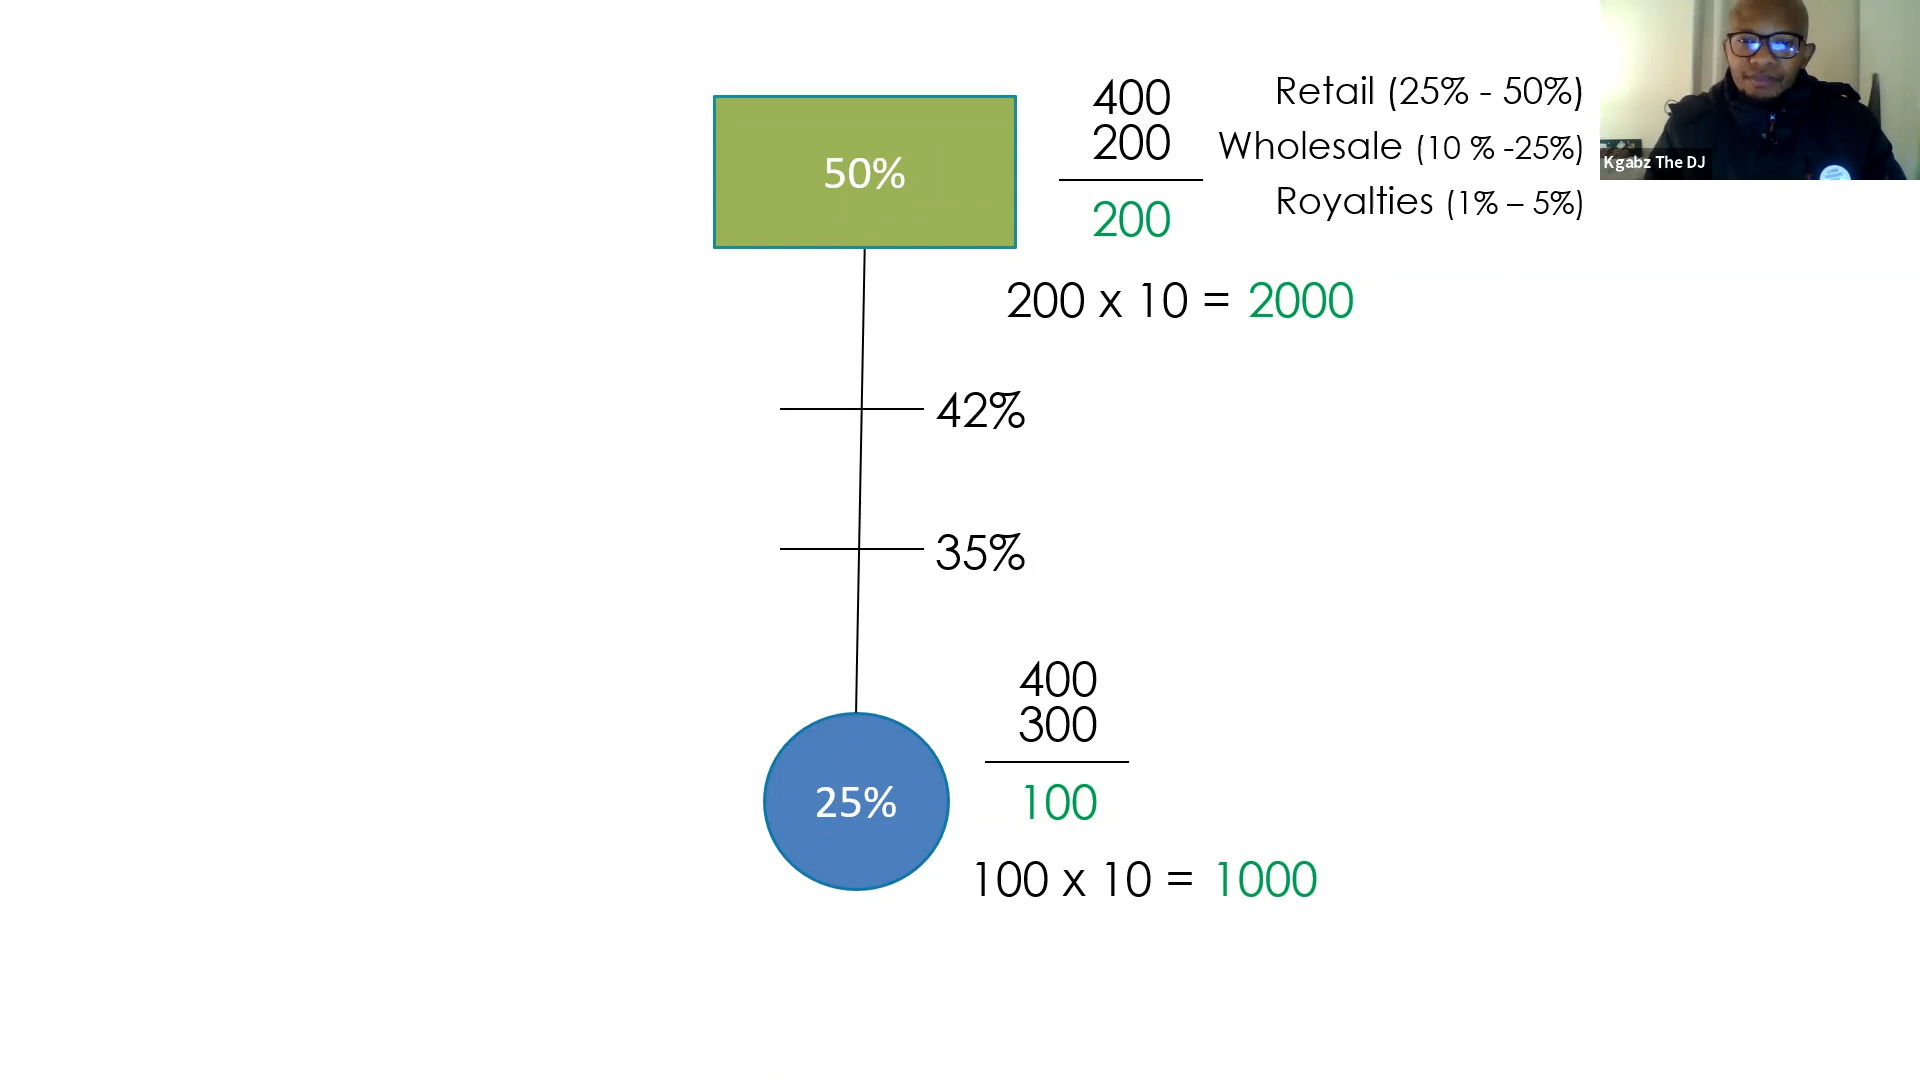 50%
400
200
200
Retail (25% - 50%)
Wholesale (10 % -25%)
Royalties (1% – 5%)
Kgabz The DJ
200 x 10 = 2000
42%
35%
400
300
100
25%
100 x 10 = 1000